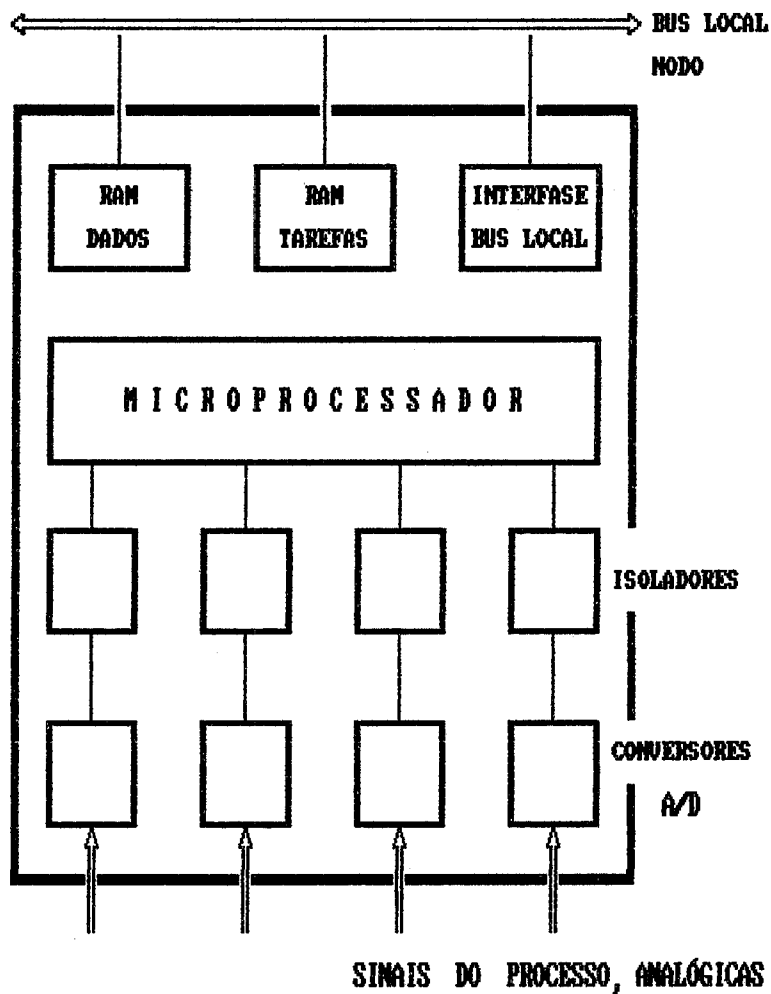 BUS LOCAL
NODO
RAM
DADOS
RAM
TAREFAS
INTERFASE
BUS LOCAL
MICROPROCESSADOR
ISOLADORES
CONVERSORES
A/D
SINAIS DO PROCESSO, ANALÓGICAS